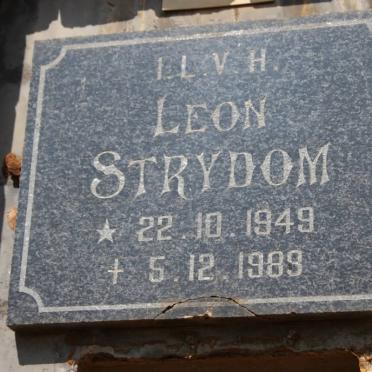 I.L.V.H.
LEON
STRYDOM
★ 22.10.1949
+ 5.12.1989